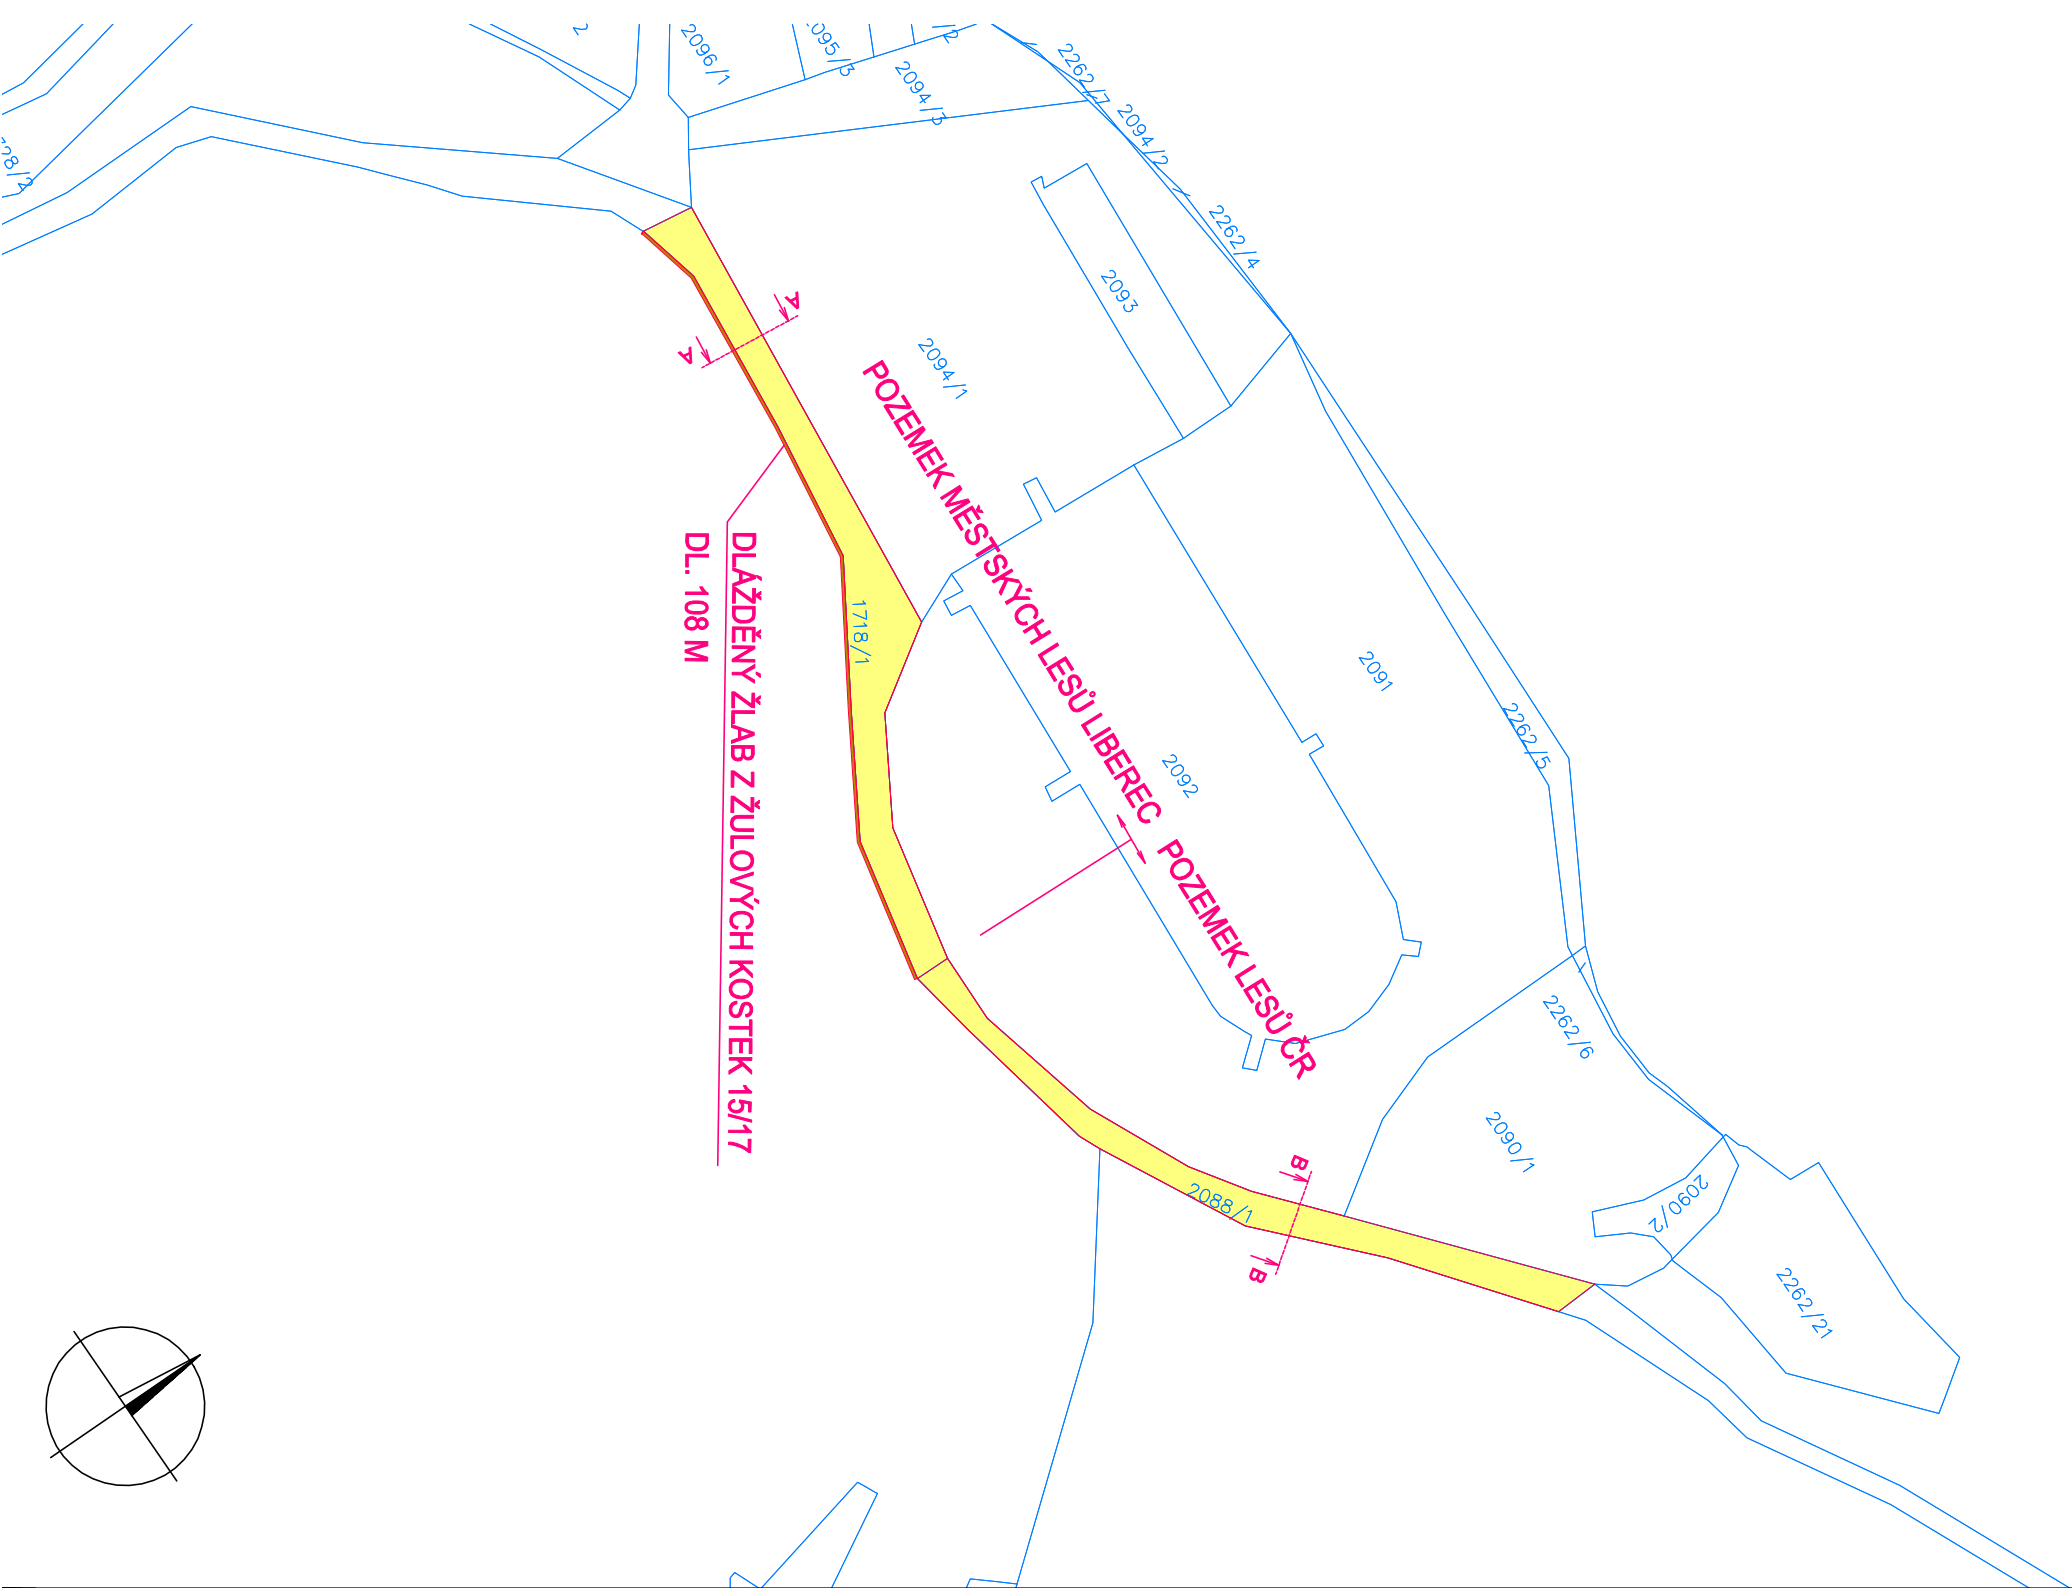 2096/1
2095/3
2094/3
2262/7
2094/2
2262/4
2093
2094/1
A
A
POZEMEK MĚSTSKÝCH LESŮ LIBEREC
POZEMEK LESŮ ČR
DLÁŽDĚNÝ ŽLAB Z ŽULOVÝCH KOSTEK 15/17
DL. 108 M
1718/1
2091
2092
2262/5
2262/6
2090/1
2090/2
2262/21
2088/1
B
B